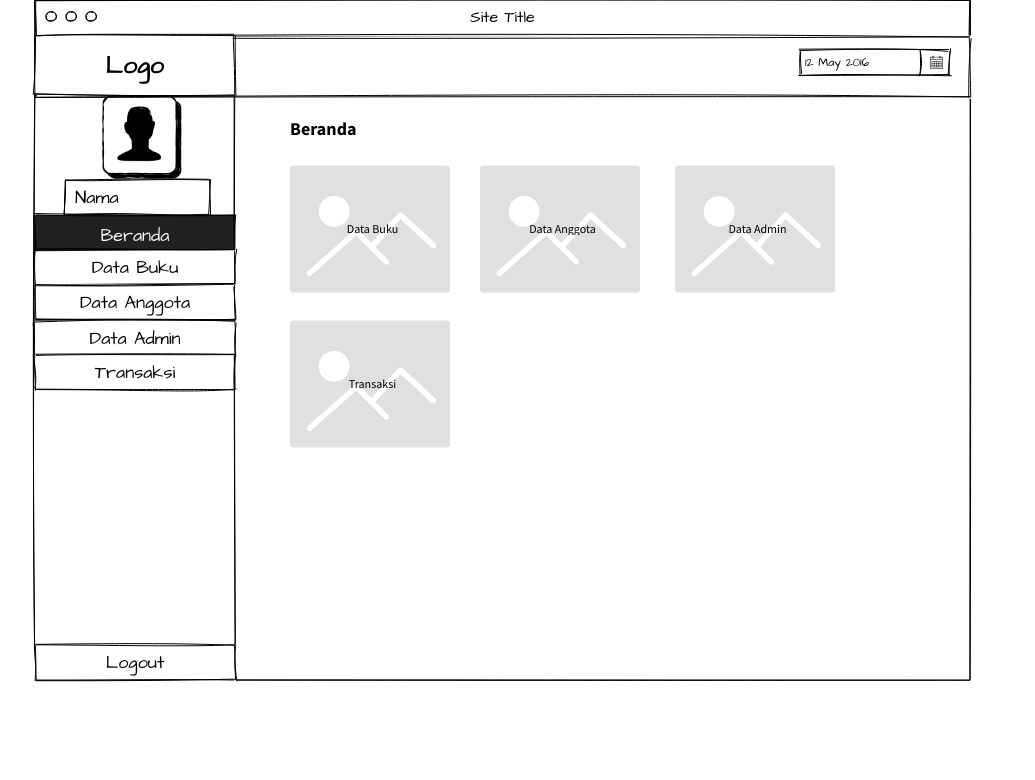 Site Title
Logo
12 May 2016
Nama
Beranda
Data Buku
Data Anggota
Data Admin
Transaksi
Logout
Beranda
Data Buku
Data Anggota
Data Admin
Transaksi